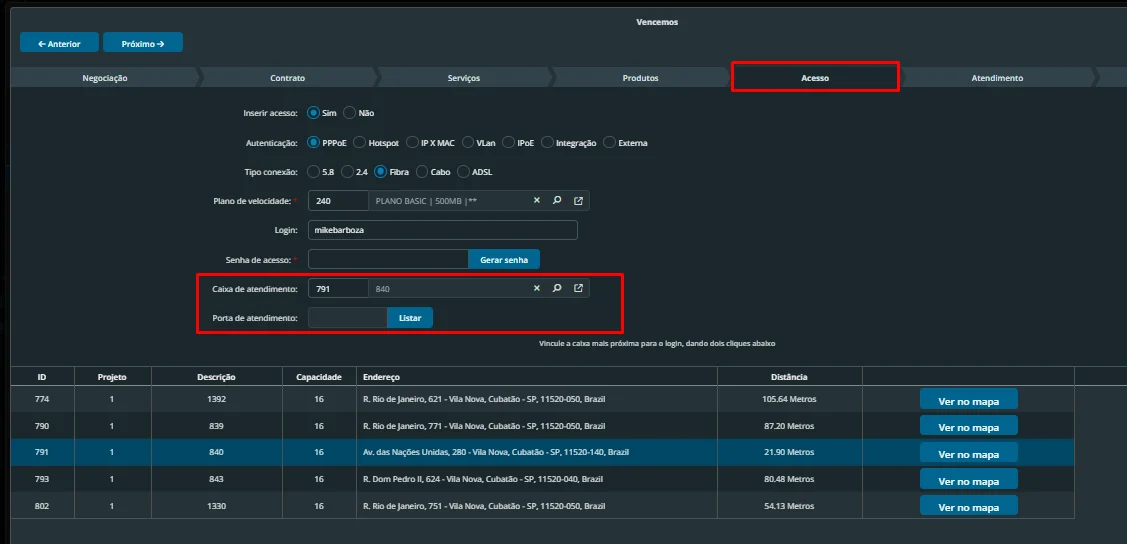 Vencemos
← Anterior Próximo →
Negociação Contrato Serviços Produtos Acesso Atendimento
Inserir acesso: Sim Não
Autenticação: PPPoE Hotspot IP X MAC VLan IPoE Integração Externa
Tipo conexão: 5.8 2.4 Fibra Cabo ADSL
Plano de velocidade: * 240 PLANO BASIC | 500MB |**
Login: mikebarboza
Senha de acesso: * Gerar senha
Caixa de atendimento: 791 840
Porta de atendimento: Listar
Vincule a caixa mais próxima para o login, dando dois cliques abaixo
ID Projeto Descrição Capacidade Endereço Distância
774 1 1392 16 R. Rio de Janeiro, 621 - Vila Nova, Cubatão - SP, 11520-050, Brazil 105.64 Metros Ver no mapa
790 1 839 16 R. Rio de Janeiro, 771 - Vila Nova, Cubatão - SP, 11520-050, Brazil 87.20 Metros Ver no mapa
791 1 840 16 Av. das Nações Unidas, 280 - Vila Nova, Cubatão - SP, 11520-140, Brazil 21.90 Metros Ver no mapa
793 1 843 16 R. Dom Pedro II, 624 - Vila Nova, Cubatão - SP, 11520-040, Brazil 80.48 Metros Ver no mapa
802 1 1330 16 R. Rio de Janeiro, 751 - Vila Nova, Cubatão - SP, 11520-050, Brazil 54.13 Metros Ver no mapa